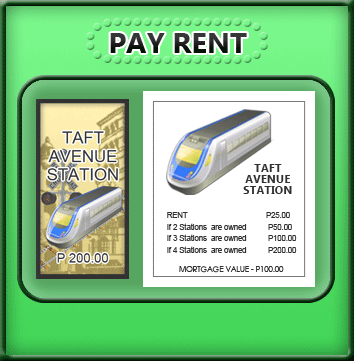 PAY RENT
TAFT
AVENUE
STATION
P 200.00
TAFT
AVENUE
STATION
RENT P25.00
If 2 Stations are owned P50.00
If 3 Stations are owned P100.00
If 4 Stations are owned P200.00
MORTGAGE VALUE - P100.00